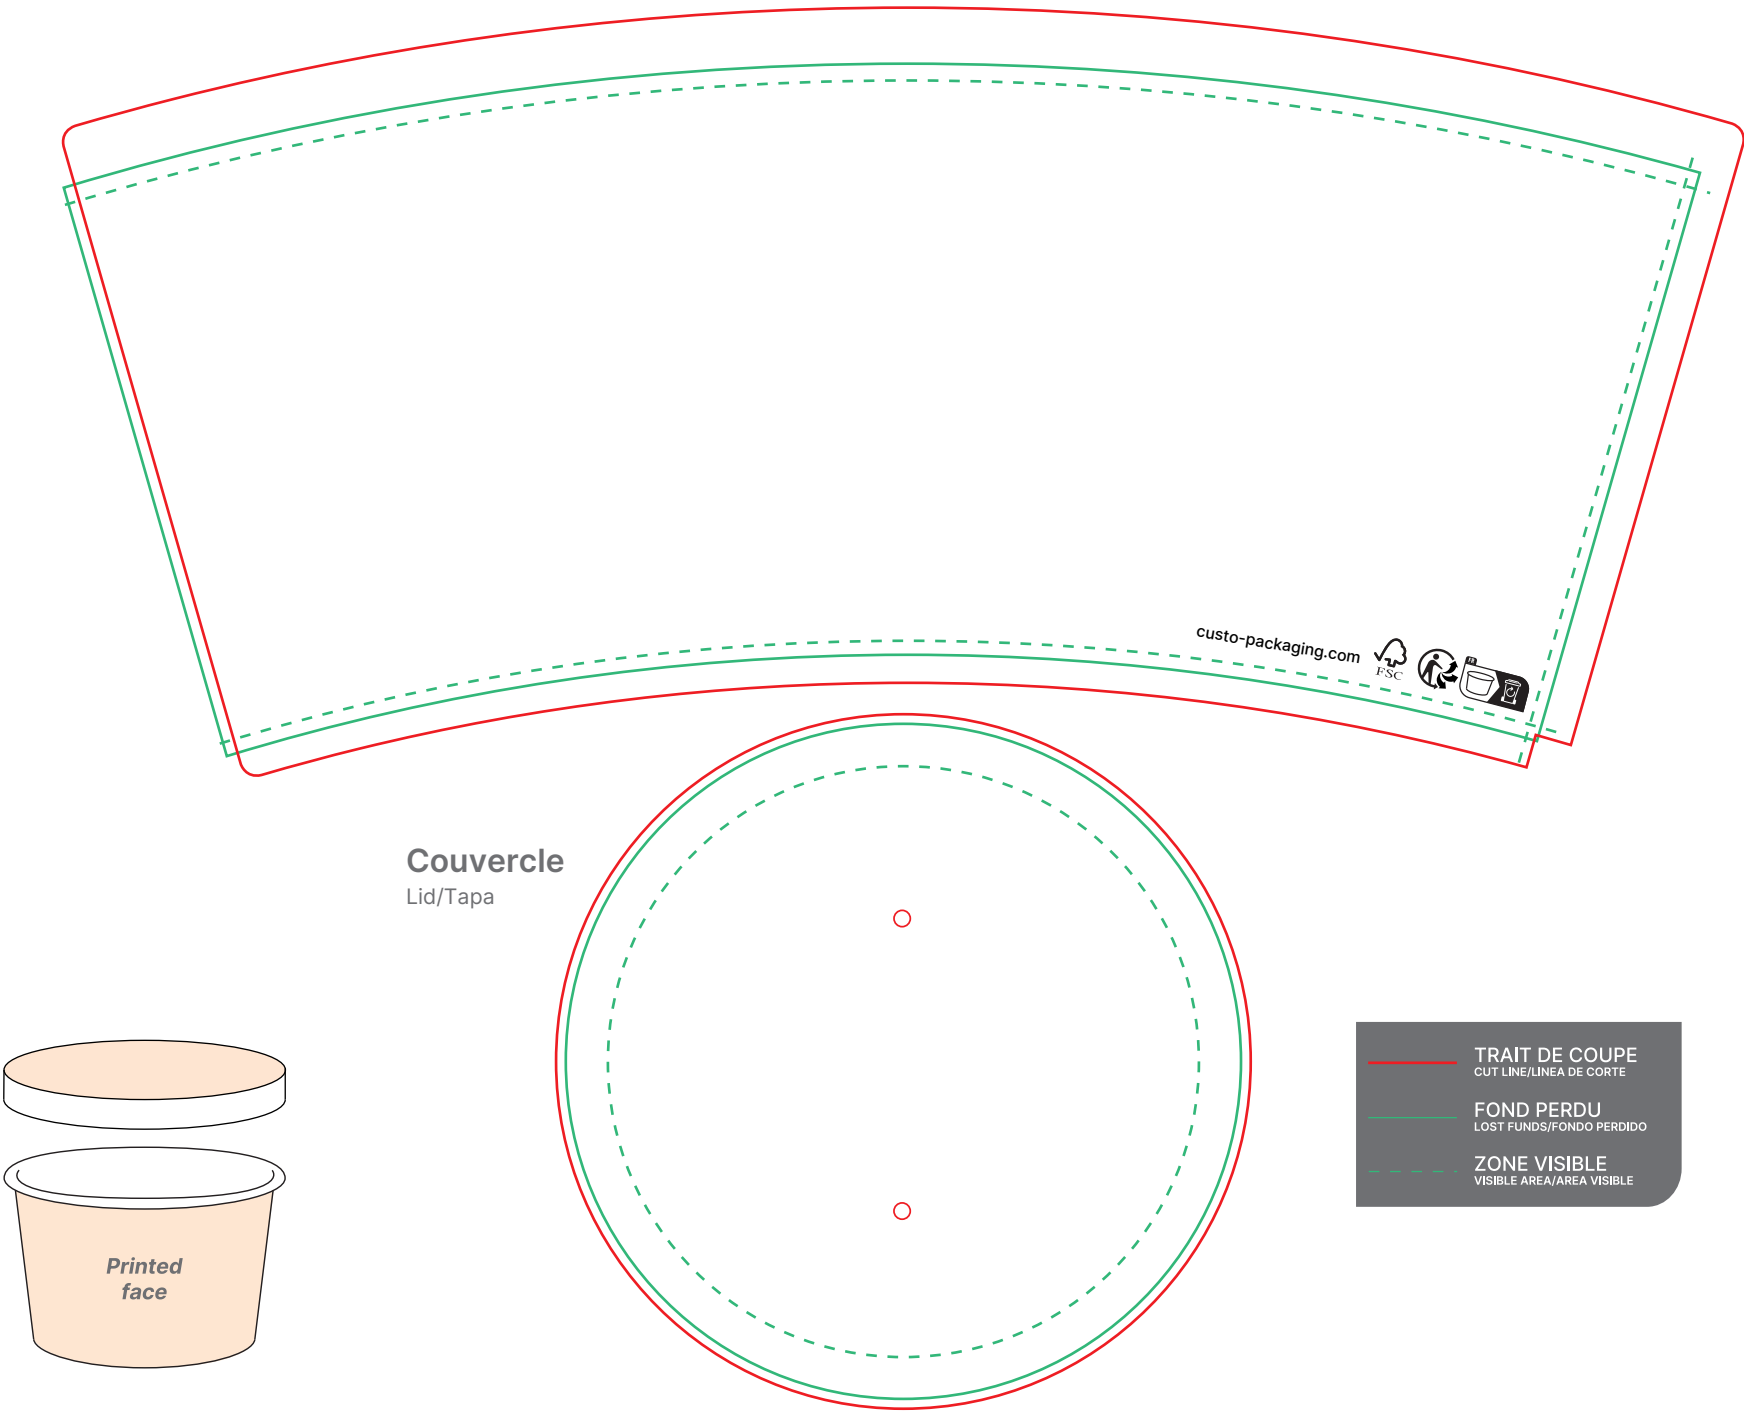 custo-packaging.com
FSC
Couvercle
Lid/Tapa
TRAIT DE COUPE
CUT LINE/LINEA DE CORTE
FOND PERDU
LOST FUNDS/FONDO PERDIDO
ZONE VISIBLE
VISIBLE AREA/AREA VISIBLE
Printed
face